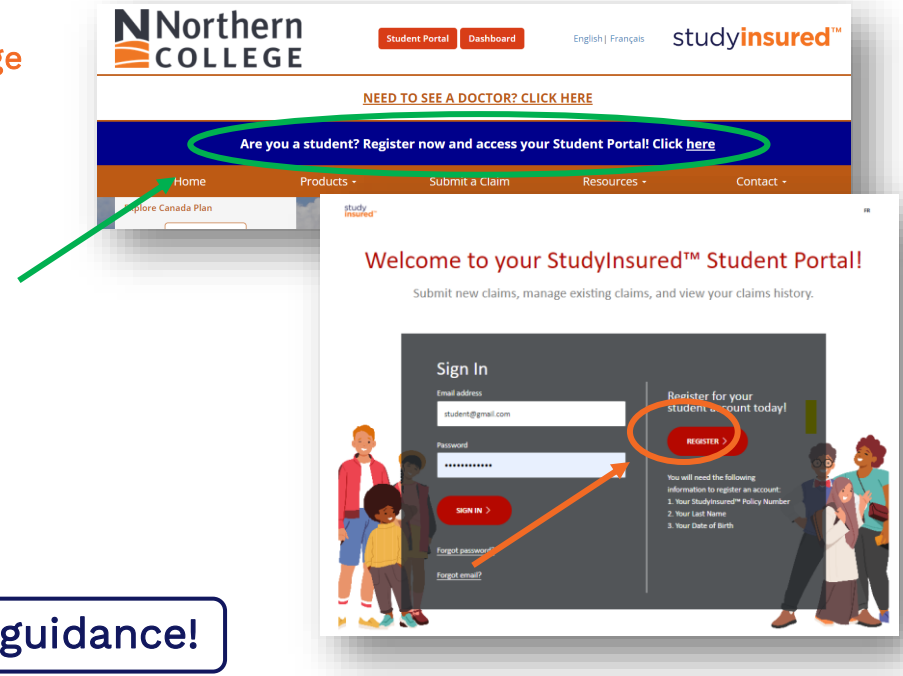 ge
Northern
COLLEGE
Student Portal Dashboard English| Français studyinsured™
NEED TO SEE A DOCTOR? CLICK HERE
Are you a student? Register now and access your Student Portal! Click here
Home Products Submit a Claim Resources Contact
Explore Canada Plan
study
insured™
FR
Welcome to your StudyInsured™ Student Portal!
Submit new claims, manage existing claims, and view your claims history.
Sign In
Email address
student@gmail.com
Password
SIGN IN >
Forgot password?
Forgot email?
Register for your
student account today!
REGISTER >
You will need the following
information to register an account:
1. Your StudyInsured™ Policy Number
2. Your Last Name
3. Your Date of Birth
guidance!